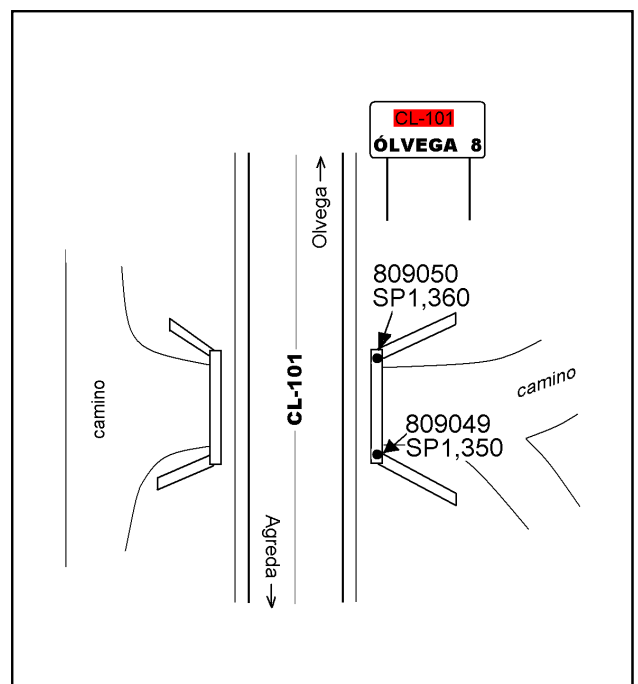 CL-101
ÓLVEGA 8
Olvega →
809050
SP1,360
camino
CL-101
camino
809049
SP1,350
Agreda →